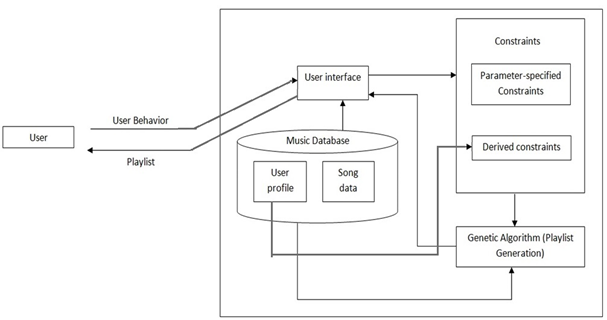 Constraints
User interface
Parameter-specified
Constraints
User Behavior
User
Music Database
Derived constraints
Playlist
User
profile
Song
data
Genetic Algorithm (Playlist
Generation)